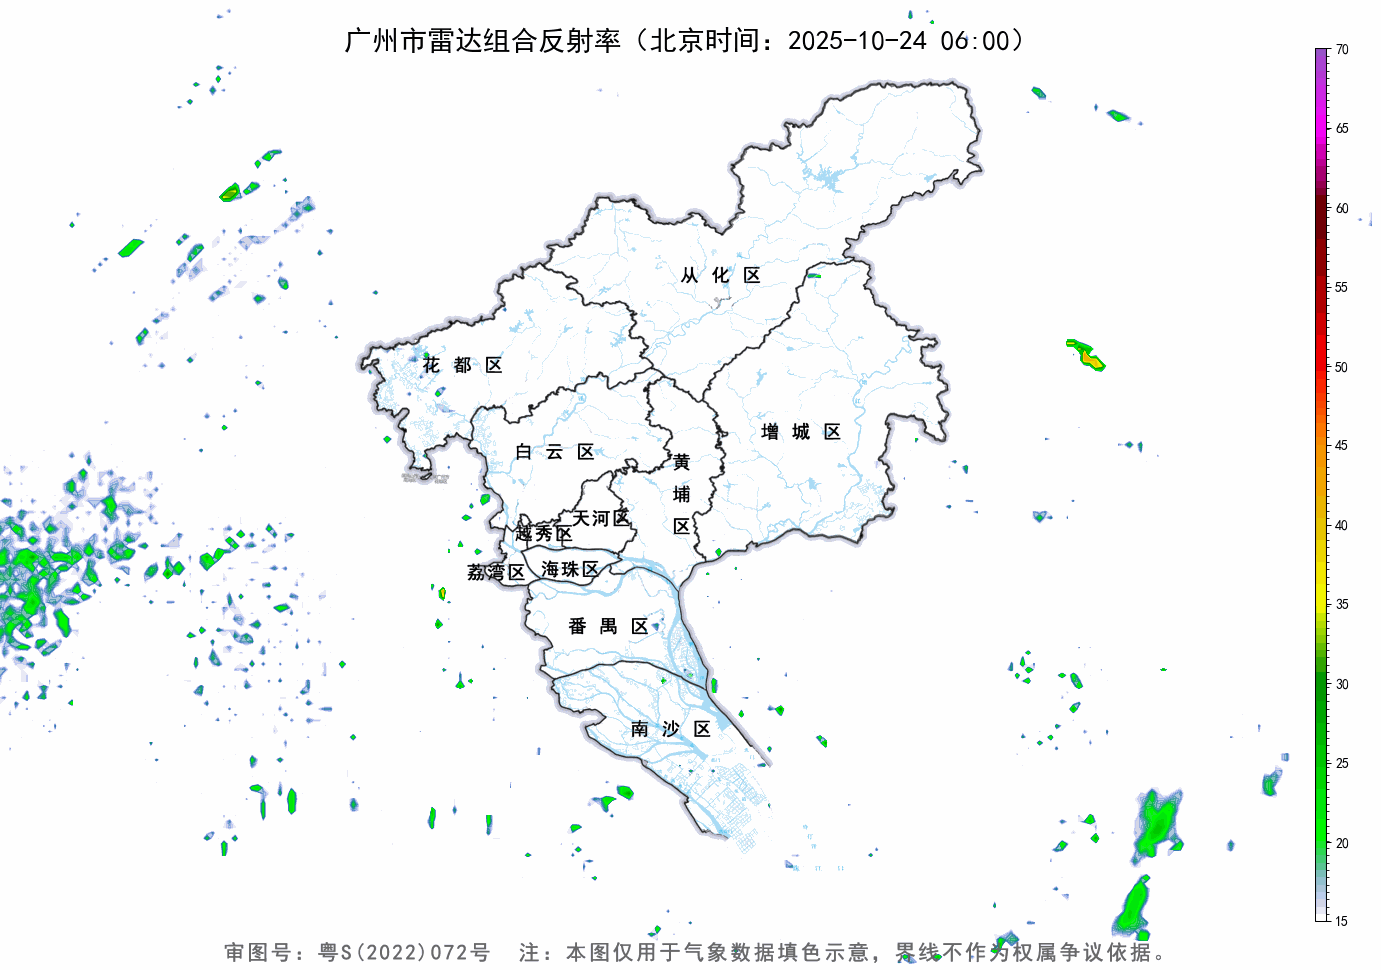 广州市雷达组合反射率（北京时间：2025-10-24 06:00）
70
65
60
55
50
45
40
35
30
25
20
15
从化区
花都区
增城区
白云区
黄埔区
天河区
越秀区
荔湾区
海珠区
番禺区
南沙区
审图号：粤S(2022)072号 注：本图仅用于气象数据填色示意，界线不作为权属争议依据。